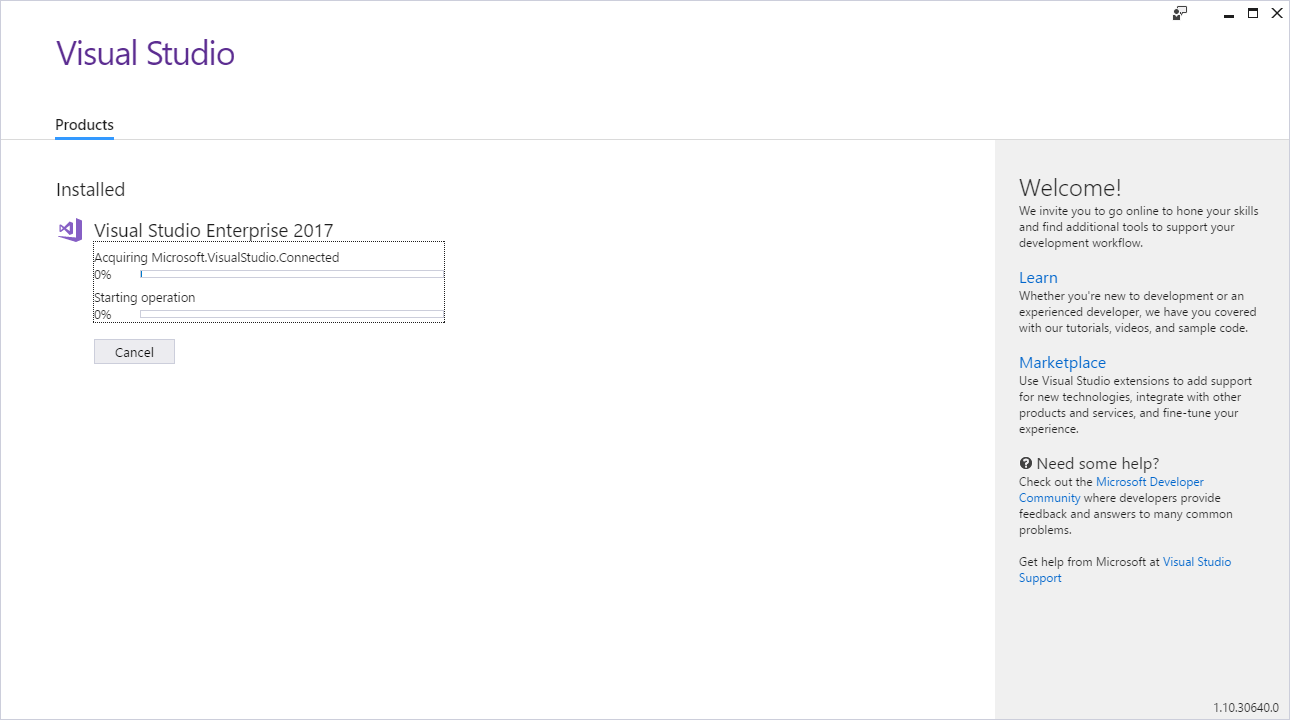 Visual Studio
Products
Installed
Visual Studio Enterprise 2017
Acquiring Microsoft.VisualStudio.Connected
0%
Starting operation
0%
Cancel
Welcome!
We invite you to go online to hone your skills
and find additional tools to support your
development workflow.
Learn
Whether you're new to development or an
experienced developer, we have you covered
with our tutorials, videos, and sample code.
Marketplace
Use Visual Studio extensions to add support
for new technologies, integrate with other
products and services, and fine-tune your
experience.
Need some help?
Check out the Microsoft Developer
Community where developers provide
feedback and answers to many common
problems.
Get help from Microsoft at Visual Studio
Support
1.10.30640.0